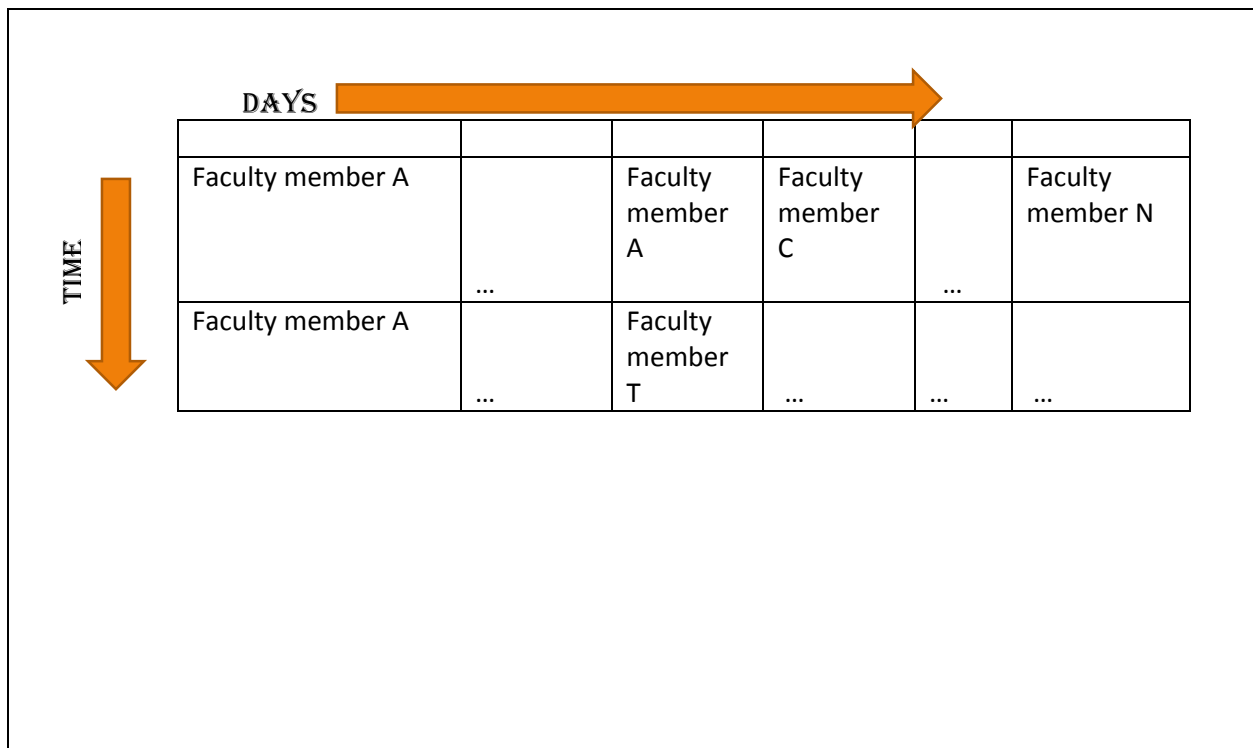 DAYS
Faculty member A
Faculty
member
A
Faculty
member
C
Faculty
member N
...
...
TIME
Faculty member A
Faculty
member
T
...
...
...
...